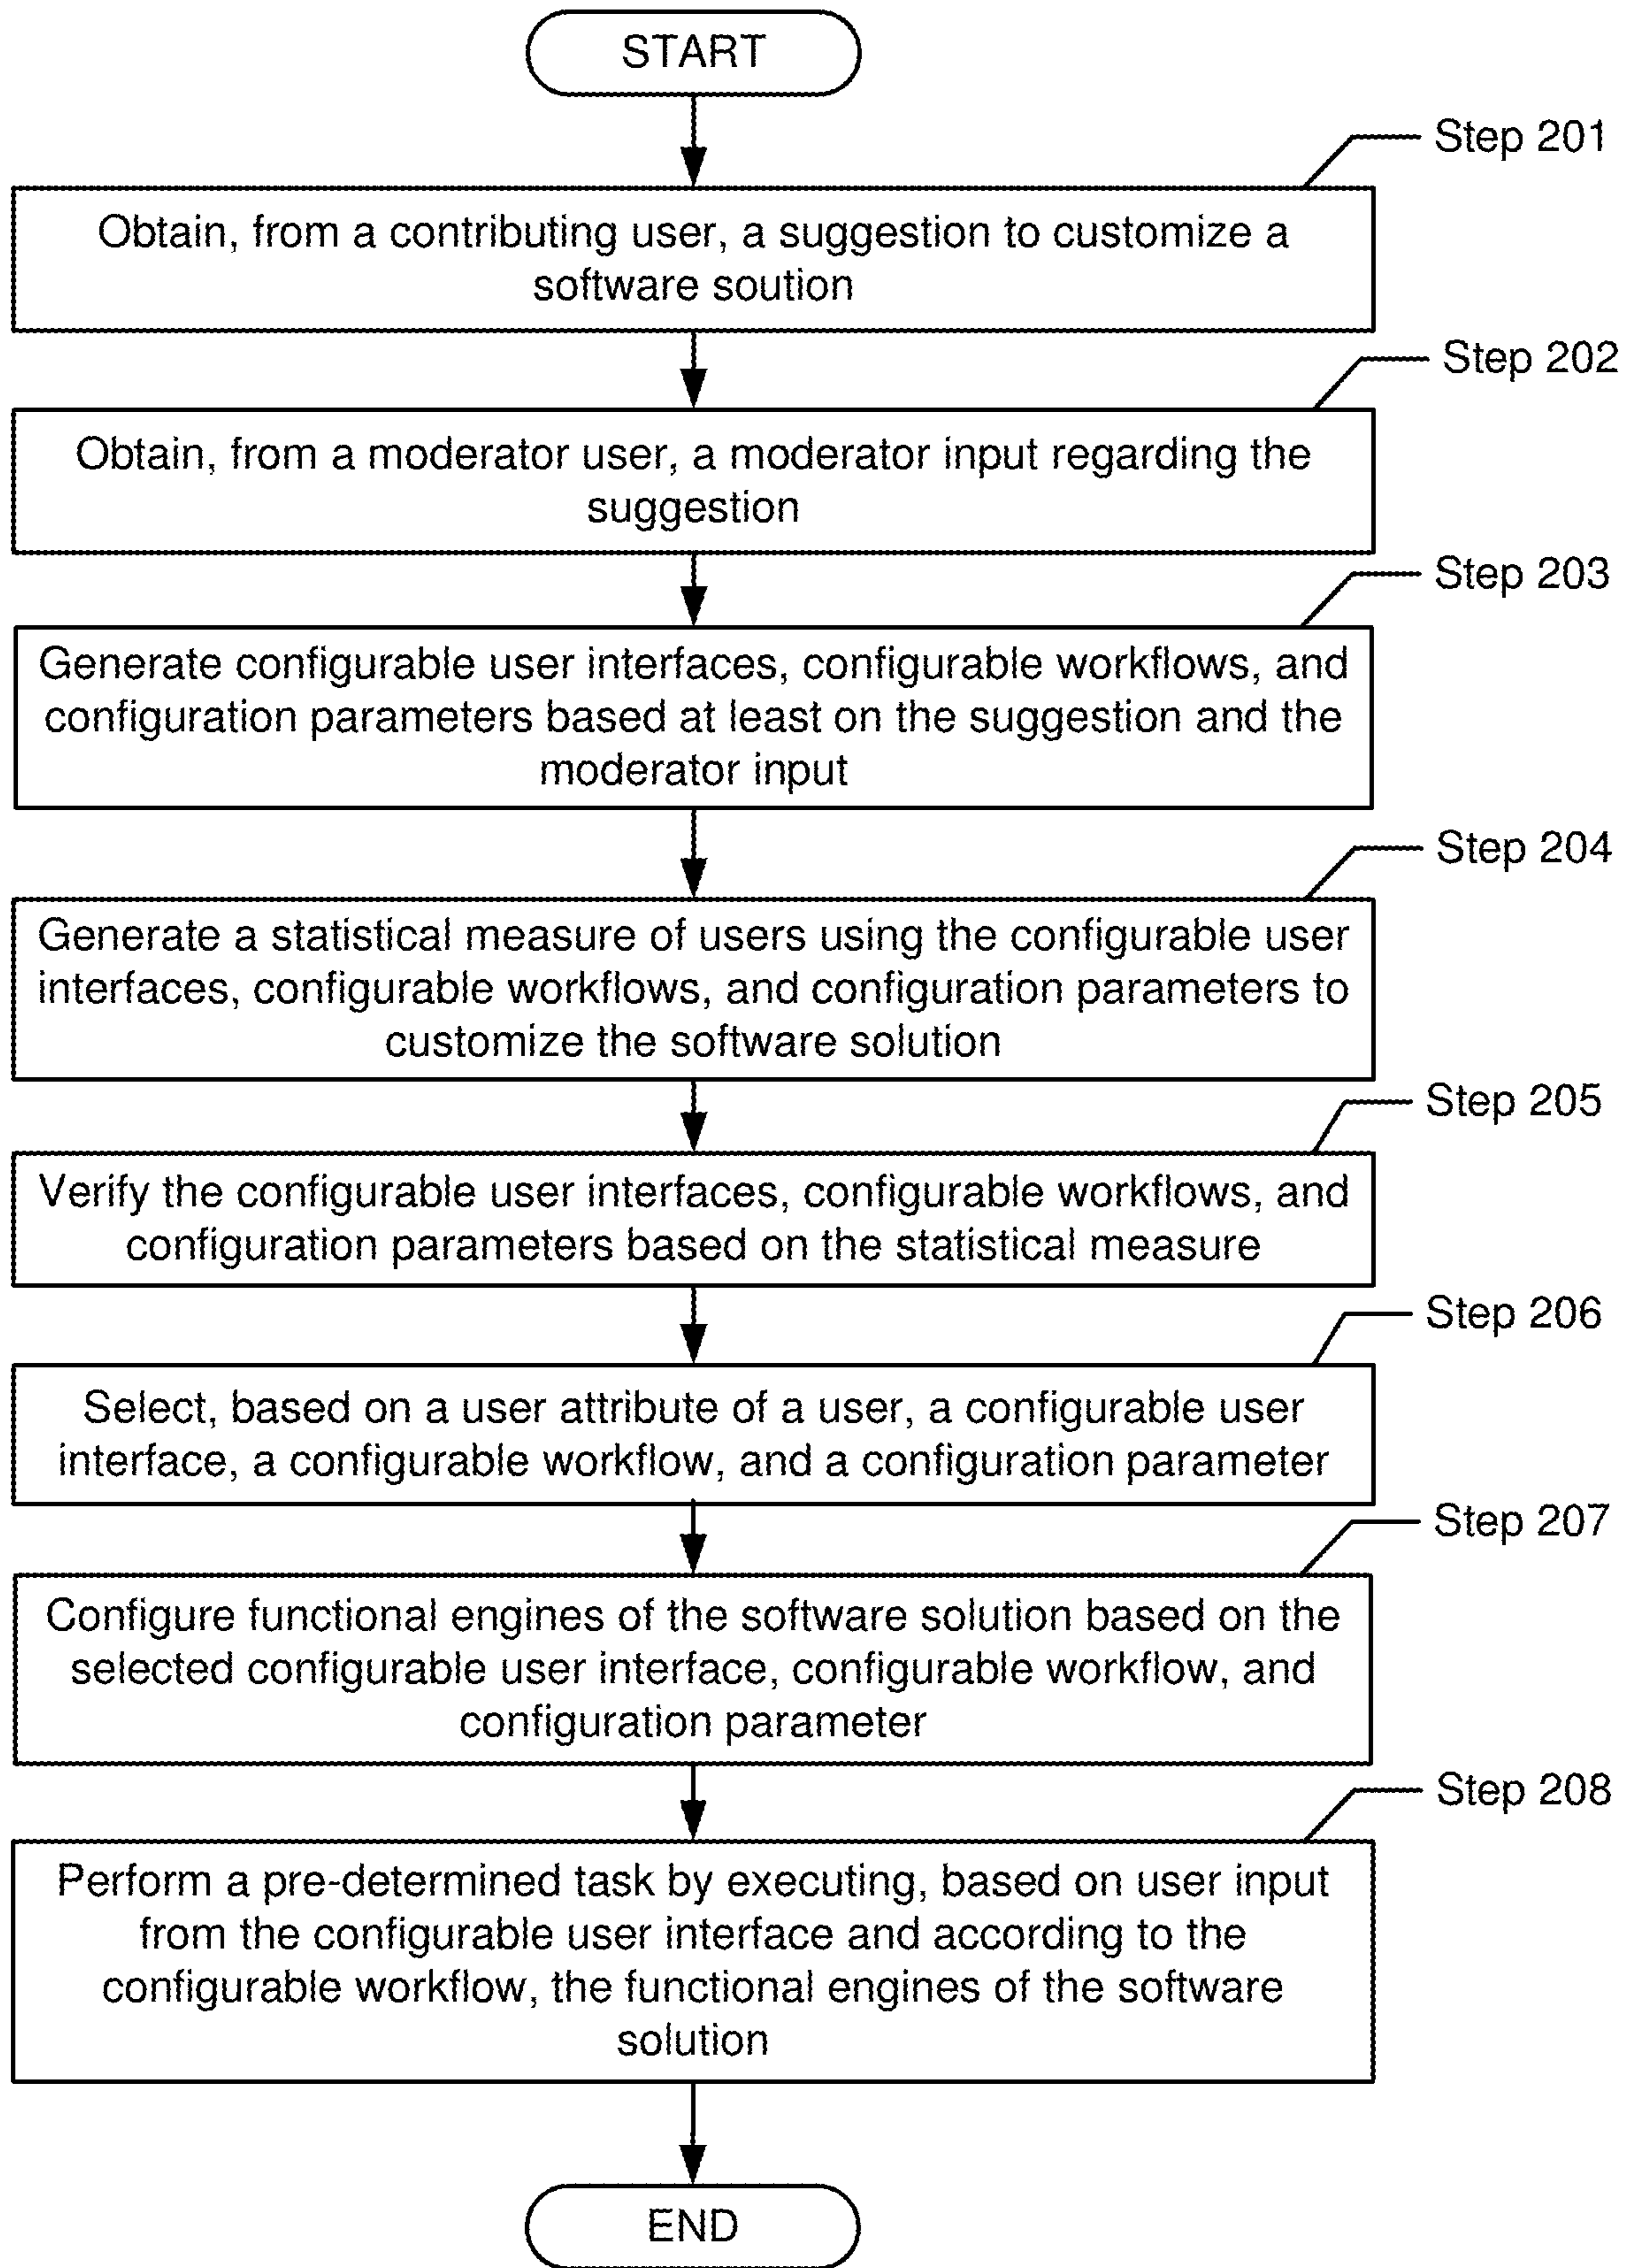 START
Step 201
Obtain, from a contributing user, a suggestion to customize a
software soution
Step 202
Obtain, from a moderator user, a moderator input regarding the
suggestion
Step 203
Generate configurable user interfaces, configurable workflows, and
configuration parameters based at least on the suggestion and the
moderator input
Step 204
Generate a statistical measure of users using the configurable user
interfaces, configurable workflows, and configuration parameters to
customize the software solution
Step 205
Verify the configurable user interfaces, configurable workflows, and
configuration parameters based on the statistical measure
Step 206
Select, based on a user attribute of a user, a configurable user
interface, a configurable workflow, and a configuration parameter
Step 207
Configure functional engines of the software solution based on the
selected configurable user interface, configurable workflow, and
configuration parameter
Step 208
Perform a pre-determined task by executing, based on user input
from the configurable user interface and according to the
configurable workflow, the functional engines of the software
solution
END